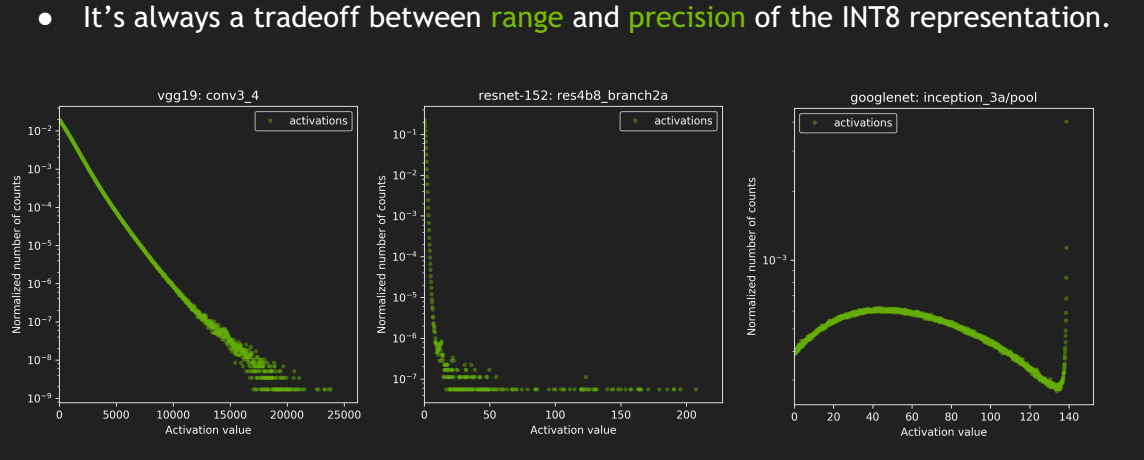 ● It’s always a tradeoff between range and precision of the INT8 representation.
vgg19: conv3_4
activations
10⁻²
10⁻³
10⁻⁴
10⁻⁵
10⁻⁶
10⁻⁷
10⁻⁸
10⁻⁹
Normalized number of counts
0 5000 10000 15000 20000 25000
Activation value
resnet-152: res4b8_branch2a
activations
10⁻¹
10⁻²
10⁻³
10⁻⁴
10⁻⁵
10⁻⁶
10⁻⁷
Normalized number of counts
0 50 100 150 200
Activation value
googlenet: inception_3a/pool
activations
10⁻³
Normalized number of counts
0 20 40 60 80 100 120 140
Activation value